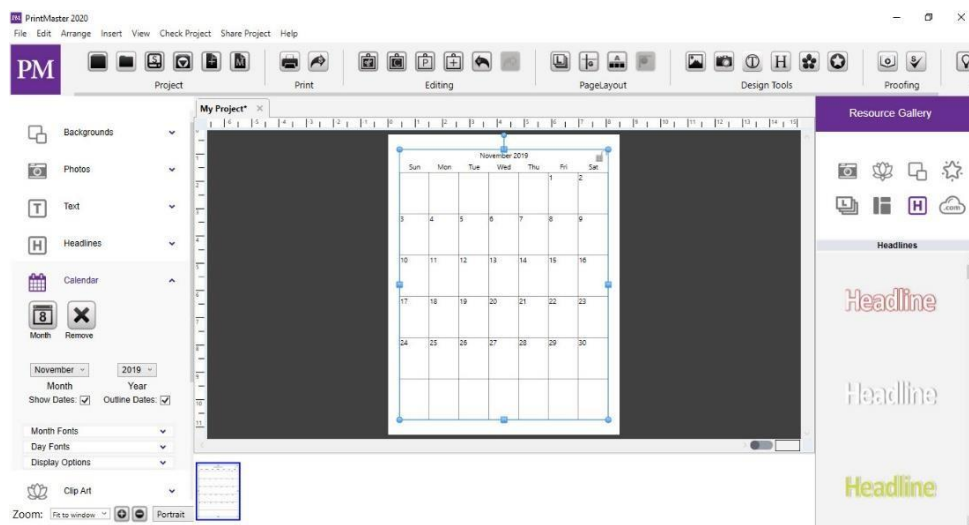 PM PrintMaster 2020
File Edit Arrange Insert View Check Project Share Project Help
PM
Project Print Editing PageLayout Design Tools Proofing
My Project*
Backgrounds
Photos
T Text
H Headlines
Calendar
8
Month Remove
November 2019
Month Year
Show Dates: Outline Dates:
Month Fonts
Day Fonts
Display Options
Clip Art
Zoom: Fit to window Portrait
November 2019
Sun Mon Tue Wed Thu Fri Sat
1 2
3 4 5 6 7 8 9
10 11 12 13 14 15 16
17 18 19 20 21 22 23
24 25 26 27 28 29 30
Resource Gallery
L H .com
Headlines
Headline
Headline
Headline